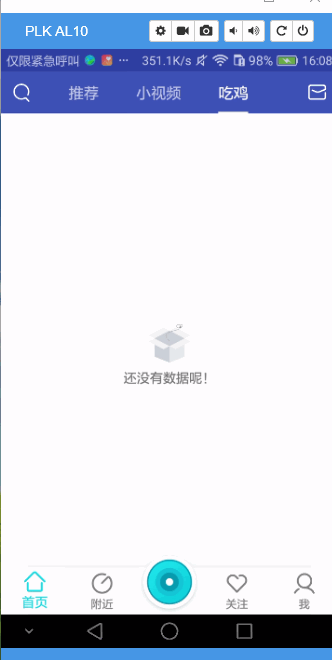 PLK AL10
仅限紧急呼叫 ··· 351.1K/s 98% 16:08
推荐 小视频 吃鸡
还没有数据呢!
首页 附近 关注 我